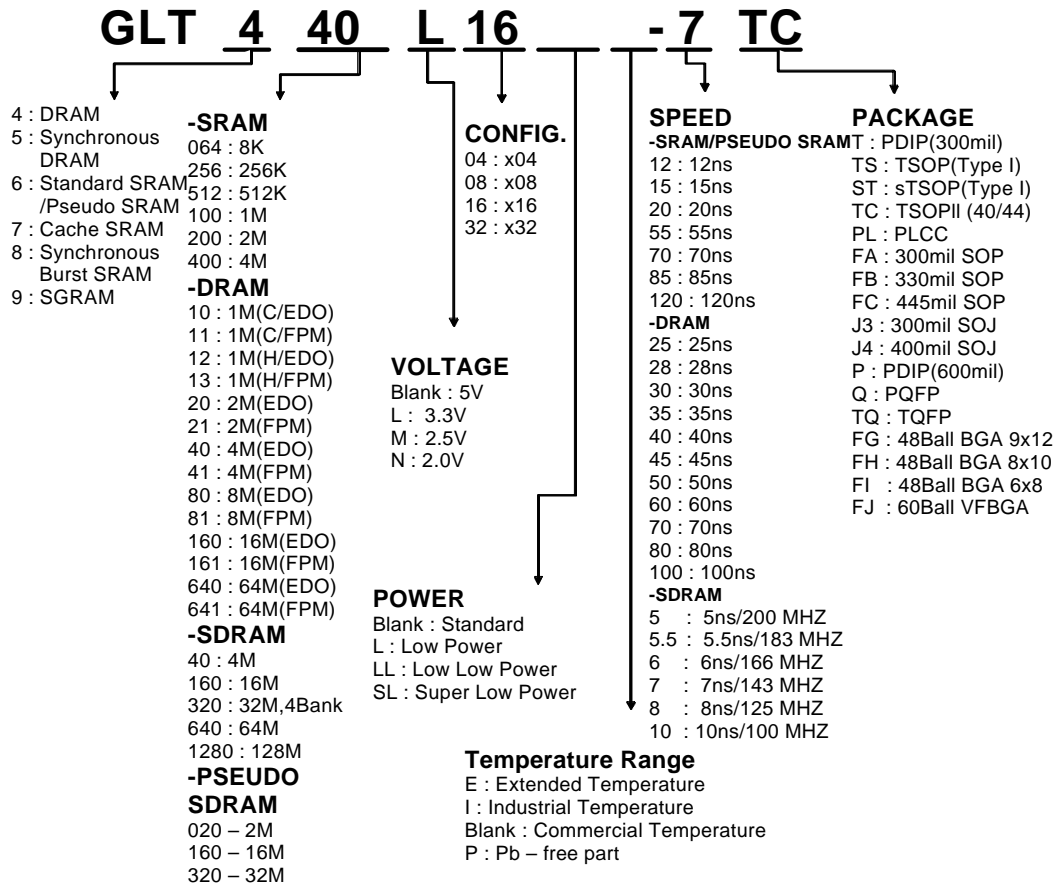 GLT 4 40 L 16 - 7 TC
4 : DRAM
5 : Synchronous
DRAM
6 : Standard SRAM
/Pseudo SRAM
7 : Cache SRAM
8 : Synchronous
Burst SRAM
9 : SGRAM
-SRAM
064 : 8K
256 : 256K
512 : 512K
100 : 1M
200 : 2M
400 : 4M
-DRAM
10 : 1M(C/EDO)
11 : 1M(C/FPM)
12 : 1M(H/EDO)
13 : 1M(H/FPM)
20 : 2M(EDO)
21 : 2M(FPM)
40 : 4M(EDO)
41 : 4M(FPM)
80 : 8M(EDO)
81 : 8M(FPM)
160 : 16M(EDO)
161 : 16M(FPM)
640 : 64M(EDO)
641 : 64M(FPM)
-SDRAM
40 : 4M
160 : 16M
320 : 32M,4Bank
640 : 64M
1280 : 128M
-PSEUDO
SDRAM
020 – 2M
160 – 16M
320 – 32M
VOLTAGE
Blank : 5V
L : 3.3V
M : 2.5V
N : 2.0V
CONFIG.
04 : x04
08 : x08
16 : x16
32 : x32
POWER
Blank : Standard
L : Low Power
LL : Low Low Power
SL : Super Low Power
Temperature Range
E : Extended Temperature
I : Industrial Temperature
Blank : Commercial Temperature
P : Pb – free part
SPEED
-SRAM/PSEUDO SRAM
12 : 12ns
15 : 15ns
20 : 20ns
55 : 55ns
70 : 70ns
85 : 85ns
120 : 120ns
-DRAM
25 : 25ns
28 : 28ns
30 : 30ns
35 : 35ns
40 : 40ns
45 : 45ns
50 : 50ns
60 : 60ns
70 : 70ns
80 : 80ns
100 : 100ns
-SDRAM
5 : 5ns/200 MHZ
5.5 : 5.5ns/183 MHZ
6 : 6ns/166 MHZ
7 : 7ns/143 MHZ
8 : 8ns/125 MHZ
10 : 10ns/100 MHZ
PACKAGE
T : PDIP(300mil)
TS : TSOP(Type I)
ST : sTSOP(Type I)
TC : TSOPII (40/44)
PL : PLCC
FA : 300mil SOP
FB : 330mil SOP
FC : 445mil SOP
J3 : 300mil SOJ
J4 : 400mil SOJ
P : PDIP(600mil)
Q : PQFP
TQ : TQFP
FG : 48Ball BGA 9x12
FH : 48Ball BGA 8x10
FI : 48Ball BGA 6x8
FJ : 60Ball VFBGA